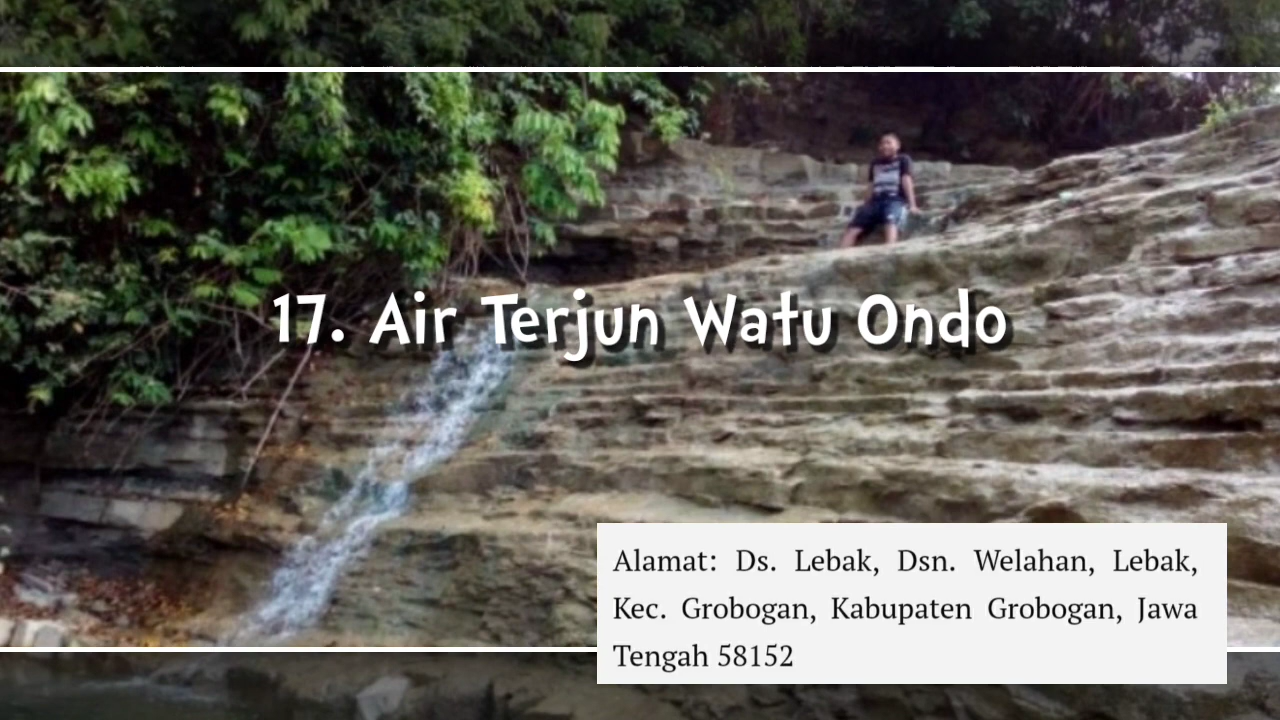 17. Air Terjun Watu Ondo
Alamat: Ds. Lebak, Dsn. Welahan, Lebak,
Kec. Grobogan, Kabupaten Grobogan, Jawa
Tengah 58152